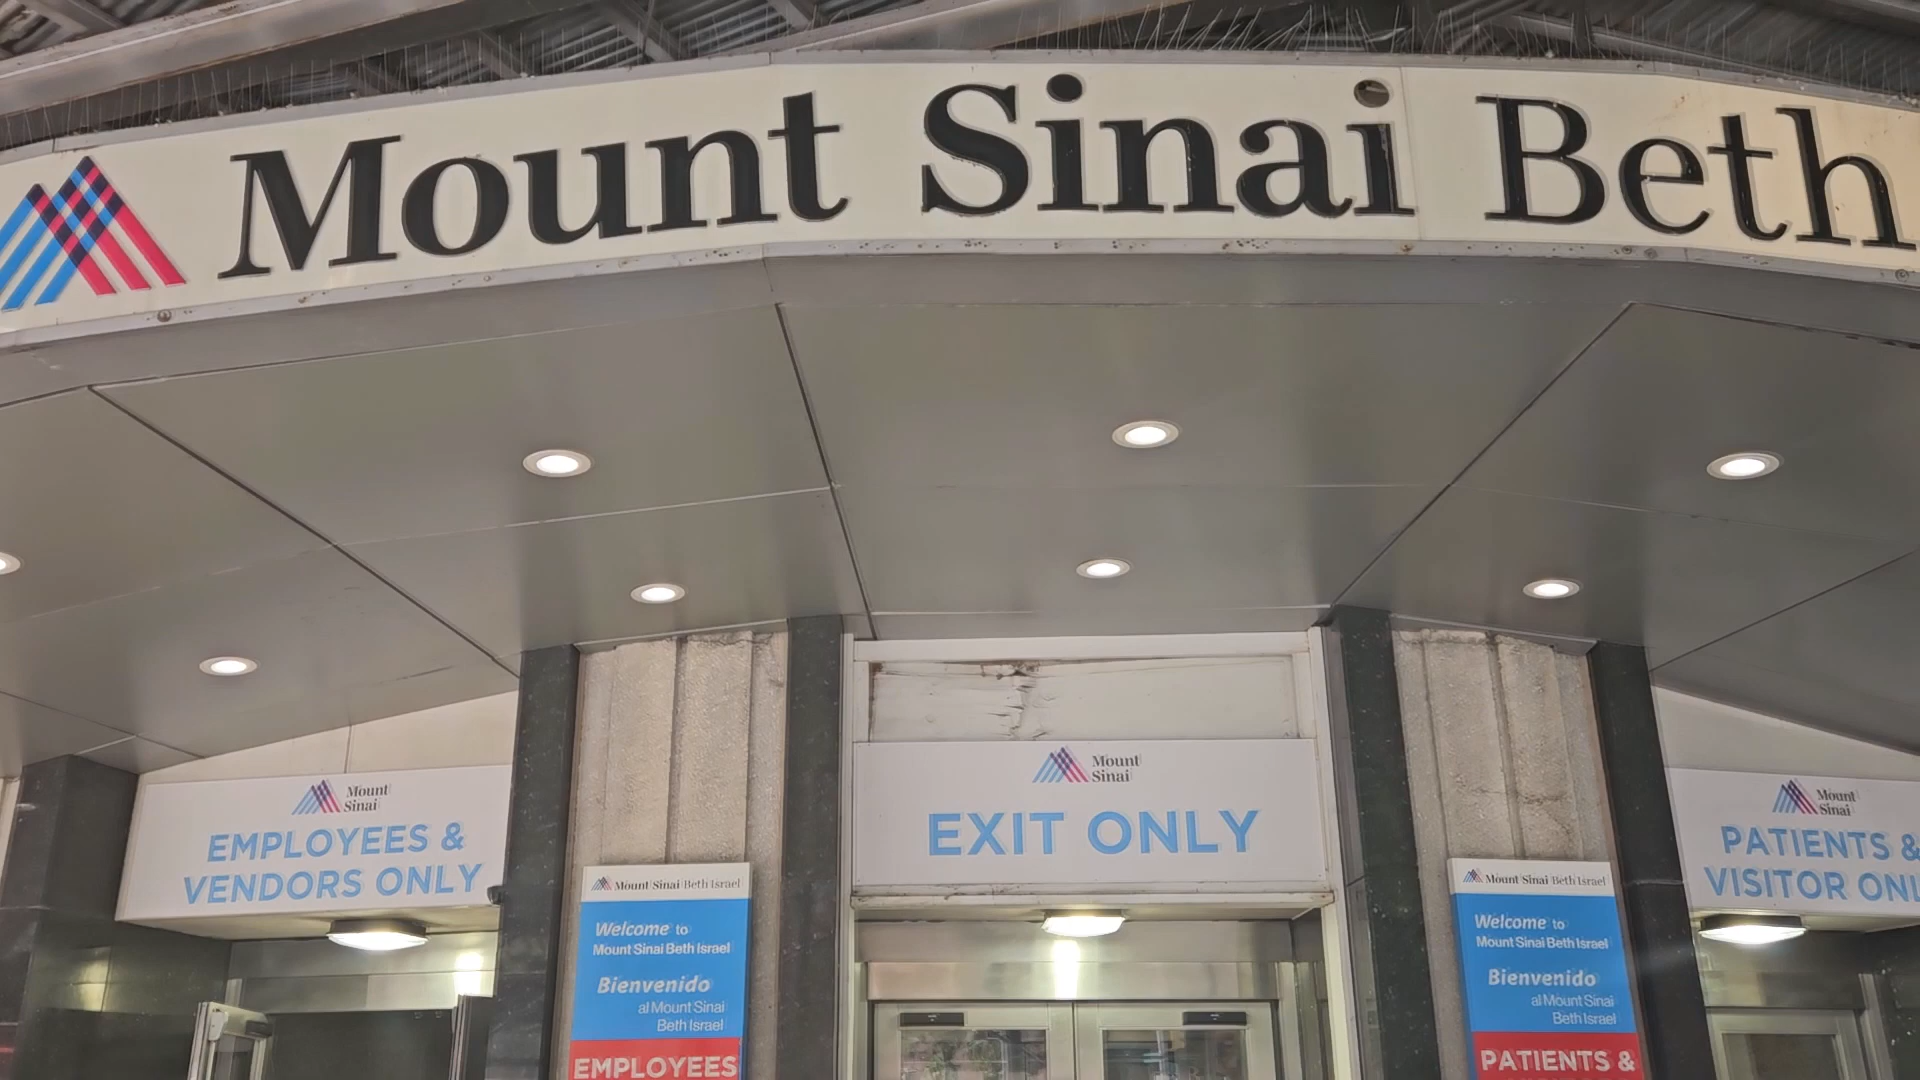 Mount Sinai Beth
Mount
Sinai
EMPLOYEES &
VENDORS ONLY
Mount Sinai Beth Israel
Welcome to
Mount Sinai Beth Israel
Bienvenido
al Mount Sinai
Beth Israel
EMPLOYEES
Mount
Sinai
EXIT ONLY
Mount Sinai Beth Israel
Welcome to
Mount Sinai Beth Israel
Bienvenido
al Mount Sinai
Beth Israel
PATIENTS &
Mount
Sinai
PATIENTS &
VISITOR ONL